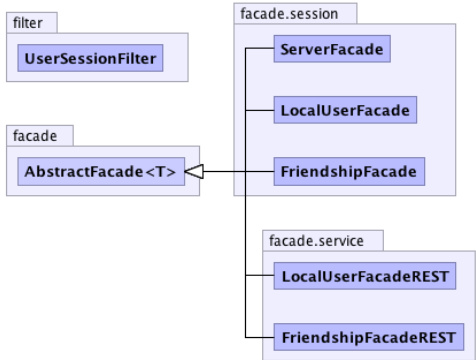 filter
UserSessionFilter
facade
AbstractFacade<T>
facade.session
ServerFacade
LocalUserFacade
FriendshipFacade
facade.service
LocalUserFacadeREST
FriendshipFacadeREST